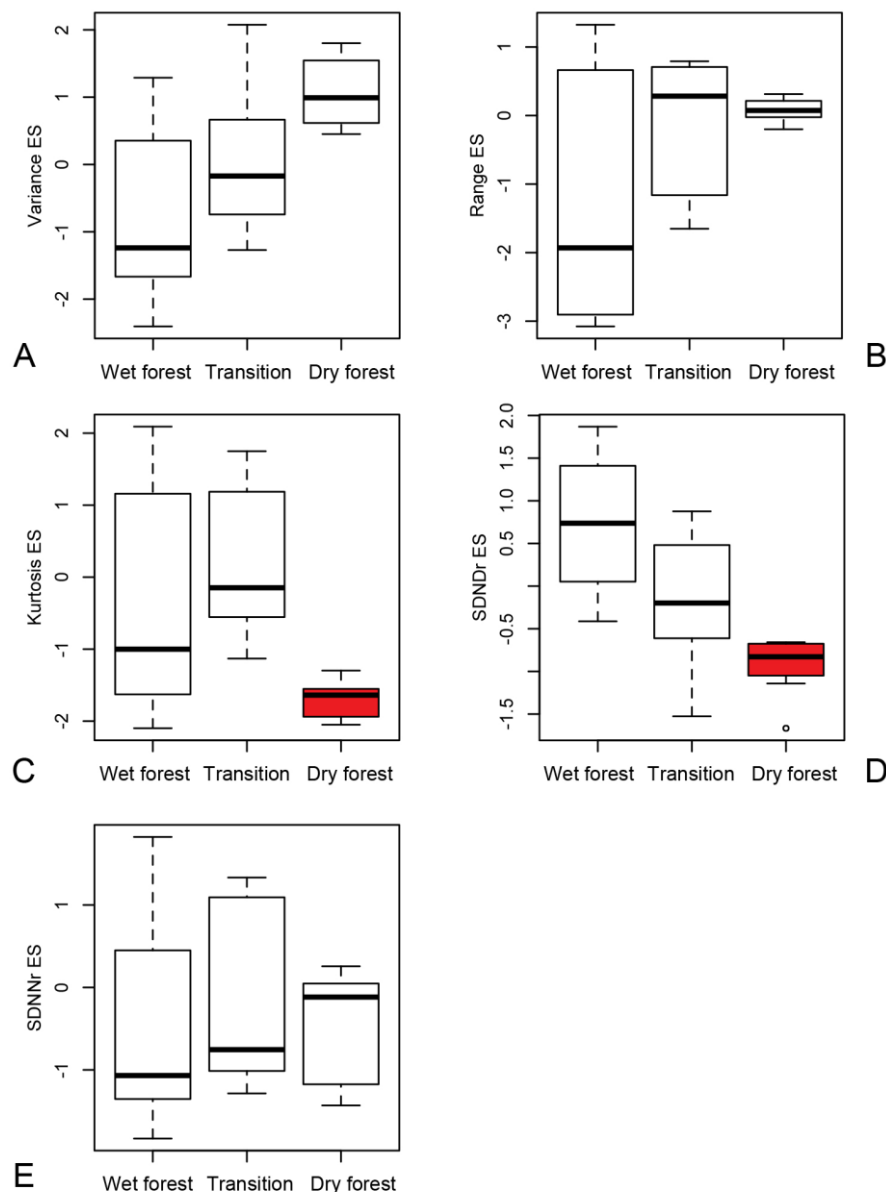 2
1
0
-1
-2
Variance ES
Wet forest Transition Dry forest
A
1
0
-1
-2
-3
Range ES
Wet forest Transition Dry forest
B
2
1
0
-1
-2
Kurtosis ES
Wet forest Transition Dry forest
C
2.0
1.5
1.0
0.5
-0.5
-1.5
SDNDr ES
Wet forest Transition Dry forest
D
1
0
-1
SDNNr ES
Wet forest Transition Dry forest
E